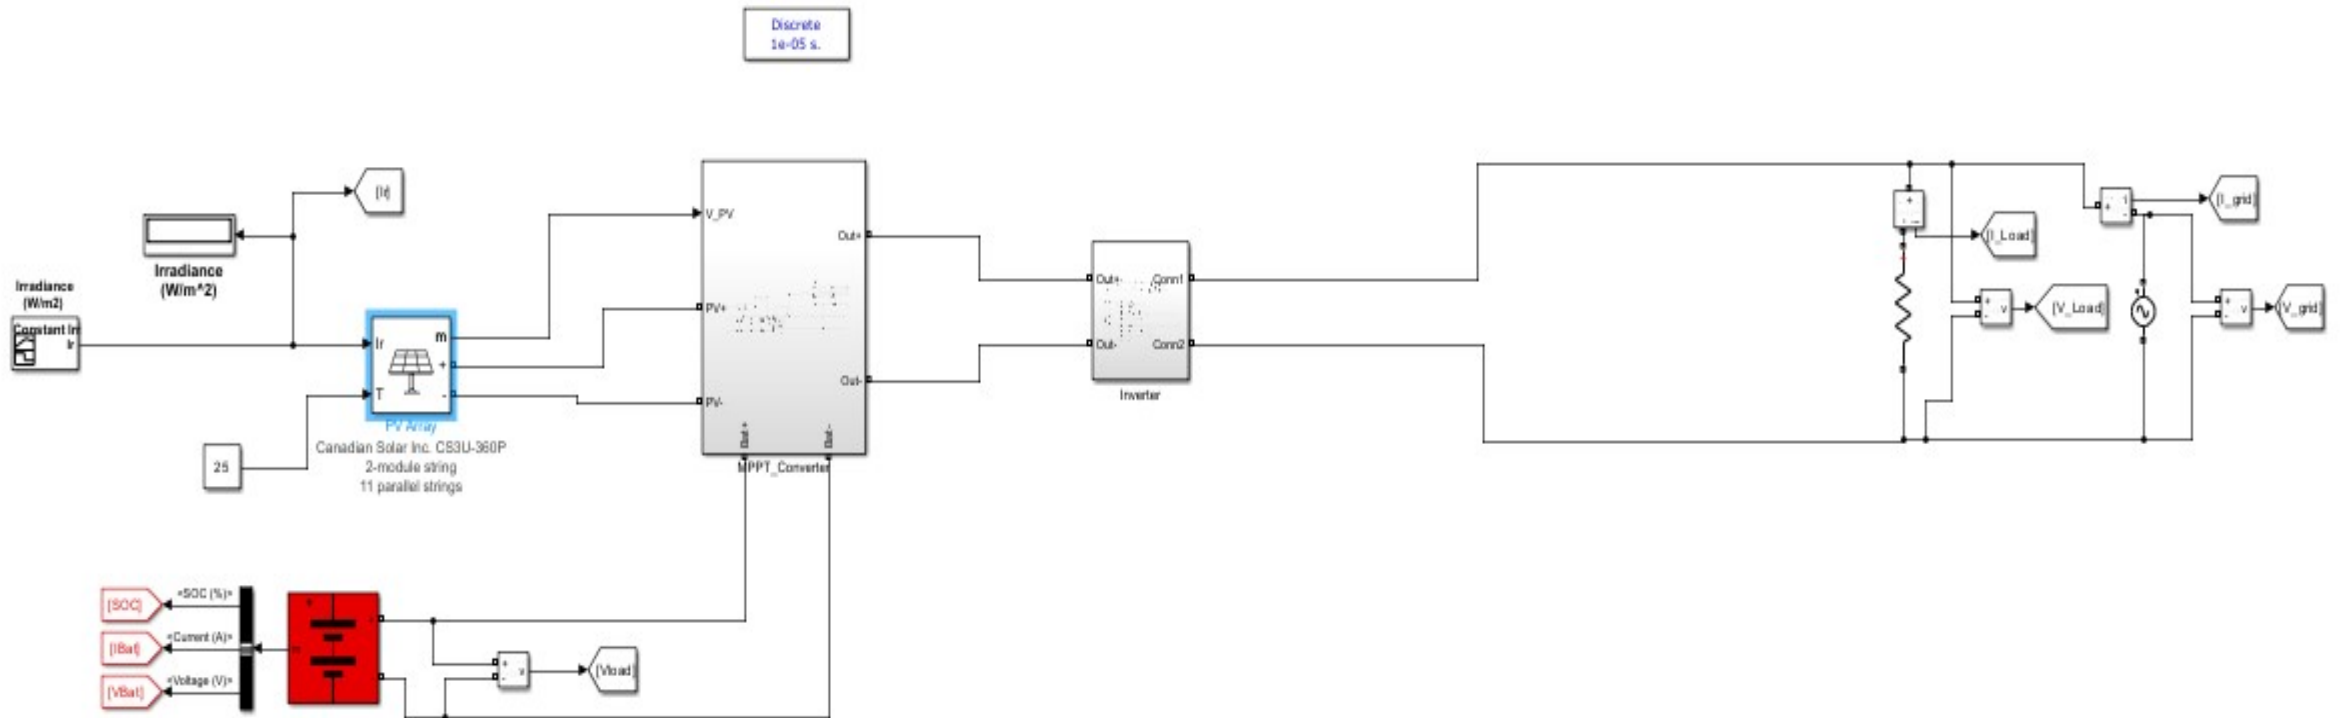 Discrete
1e-05 s.
[Ir]
Irradiance
(W/m^2)
Irradiance
(W/m2)
Constant Irr
Ir
Ir
T
m
+
-
PV Array
Canadian Solar Inc. CS3U-360P
2-module string
11 parallel strings
25
V_PV
PV+
PV-
Out+
Out-
Bat+
Bat-
MPPT_Converter
Out+
Out-
Conn1
Conn2
Inverter
+
[I_Load]
+
-
v
[V_Load]
+
-
[I_grid]
+
-
v
[V_grid]
[SOC]
<SOC (%)>
[IBat]
<Current (A)>
[VBat]
<Voltage (V)>
+
+
-
v
[Vload]